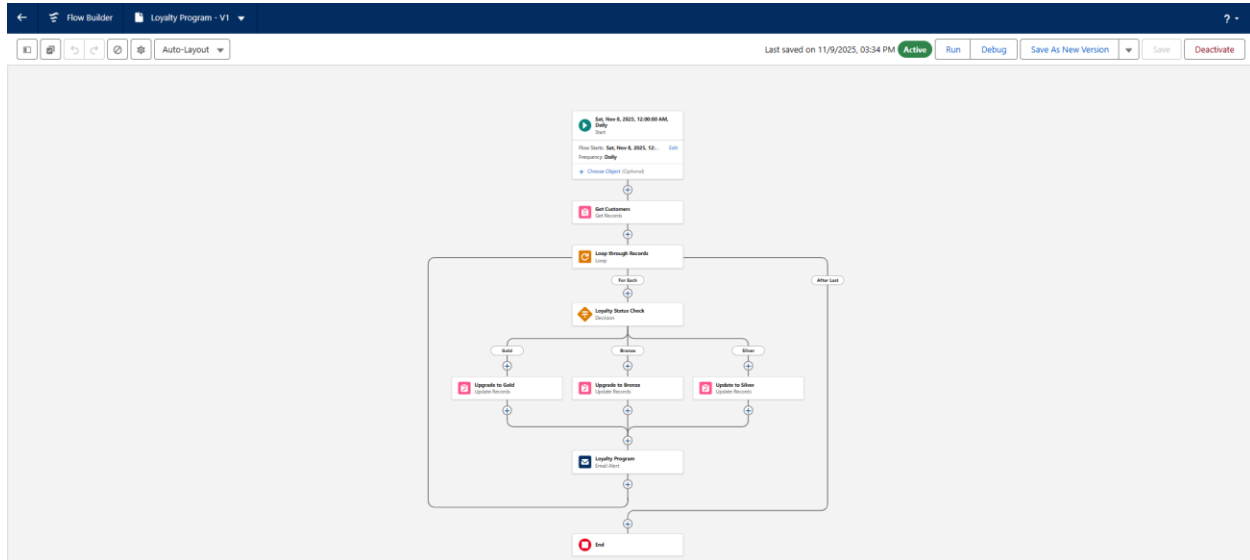 Flow Builder
Loyalty Program - V1
? 
Auto-Layout
Last saved on 11/9/2025, 03:34 PM
Active
Run
Debug
Save As New Version
Save
Deactivate
Sat, Nov 8, 2025, 12:00:00 AM,
Daily
Start
Flow Starts: Sat, Nov 8, 2025, 12:...
Edit
Frequency: Daily
+ Choose Object (Optional)
Get Customers
Get Records
Loop through Records
Loop
For Each
After Last
Loyalty Status Check
Decision
Gold
Bronze
Silver
Upgrade to Gold
Update Records
Upgrade to Bronze
Update Records
Update to Silver
Update Records
Loyalty Program
Email Alert
End